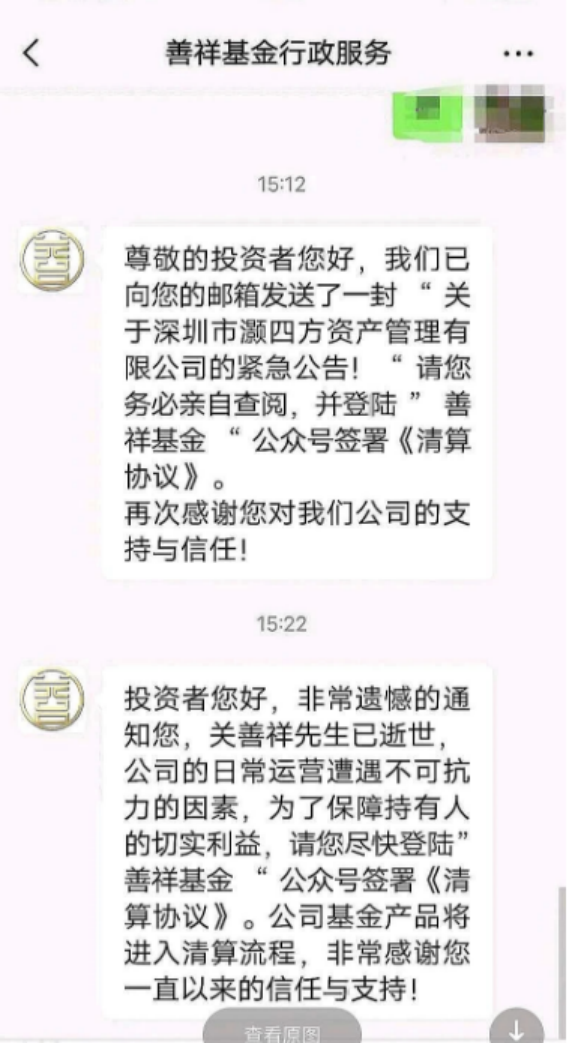 善祥基金行政服务
15:12
尊敬的投资者您好，我们已
向您的邮箱发送了一封 “ 关
于深圳市灏四方资产管理有
限公司的紧急公告！ “ 请您
务必亲自查阅，并登陆 ” 善
祥基金 “ 公众号签署《清算
协议》。
再次感谢您对我们公司的支
持与信任！
15:22
投资者您好，非常遗憾的通
知您，关善祥先生已逝世，
公司的日常运营遭遇不可抗
力的因素，为了保障持有人
的切实利益，请您尽快登陆”
善祥基金 “ 公众号签署《清
算协议》。公司基金产品将
进入清算流程，非常感谢您
一直以来的信任与支持！
查看原图